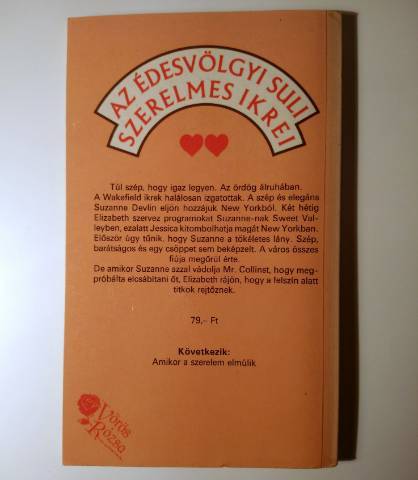 AZ ÉDESVÖLGYI SULI
SZERELMES IKREI
Túl szép, hogy igaz legyen. Az ördög álruhában.
A Wakefield ikrek halálosan izgatottak. A szép és elegáns
Suzanne Devlin eljön hozzájuk New Yorkból. Két hétig
Elizabeth szervez programokat Suzanne-nak Sweet Val-
leyben, ezalatt Jessica kitombolhatja magát New Yorkban.
Először úgy tűnik, hogy Suzanne a tökéletes lány. Szép,
barátságos és egy csöppet sem beképzelt. A város összes
fiúja megőrül érte.
De amikor Suzanne azzal vádolja Mr. Collinst, hogy meg-
próbálta elcsábítani őt, Elizabeth rájön, hogy a felszín alatt
titkok rejtőznek.
79,– Ft
Következik:
Amikor a szerelem elmúlik
Vörös
Rózsa